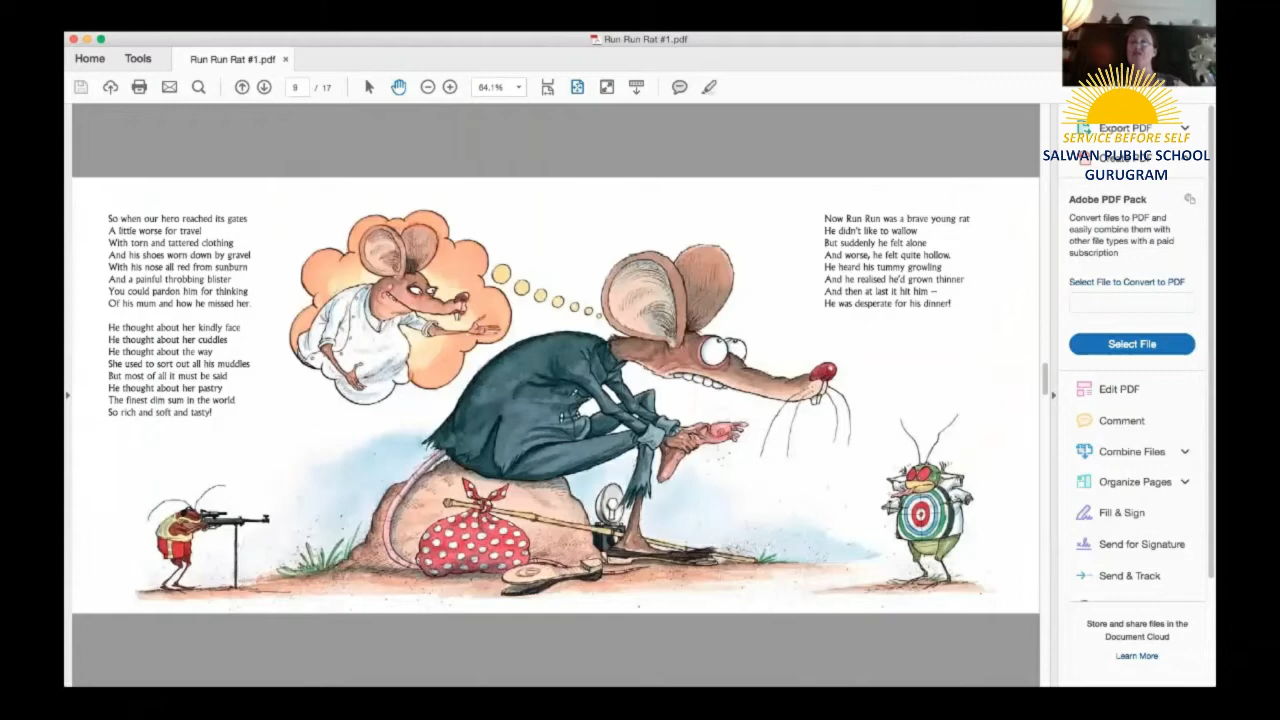 Run Run Rat #1.pdf
Home
Tools
Run Run Rat #1.pdf ×
9 / 17
64.1%
SERVICE BEFORE SELF
SALWAN PUBLIC SCHOOL
GURUGRAM
So when our hero reached its gates
A little worse for travel
With torn and tattered clothing
And his shoes worn down by gravel
With his nose all red from sunburn
And a painful throbbing blister
You could pardon him for thinking
Of his mum and how he missed her.
He thought about her kindly face
He thought about her cuddles
He thought about the way
She used to sort out all his muddles
But most of all it must be said
He thought about her pastry
The finest dim sum in the world
So rich and soft and tasty!
Now Run Run was a brave young rat
He didn't like to wallow
But suddenly he felt alone
And worse, he felt quite hollow.
He heard his tummy growling
And he realised he'd grown thinner
And then at last it hit him –
He was desperate for his dinner!
Export PDF
Create PDF
Adobe PDF Pack
Convert files to PDF and
easily combine them with
other file types with a paid
subscription
Select File to Convert to PDF
Select File
Edit PDF
Comment
Combine Files
Organize Pages
Fill & Sign
Send for Signature
Send & Track
Store and share files in the
Document Cloud
Learn More